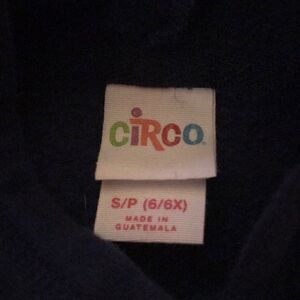 CiRCO
S/P (6/6X)
MADE IN
GUATEMALA